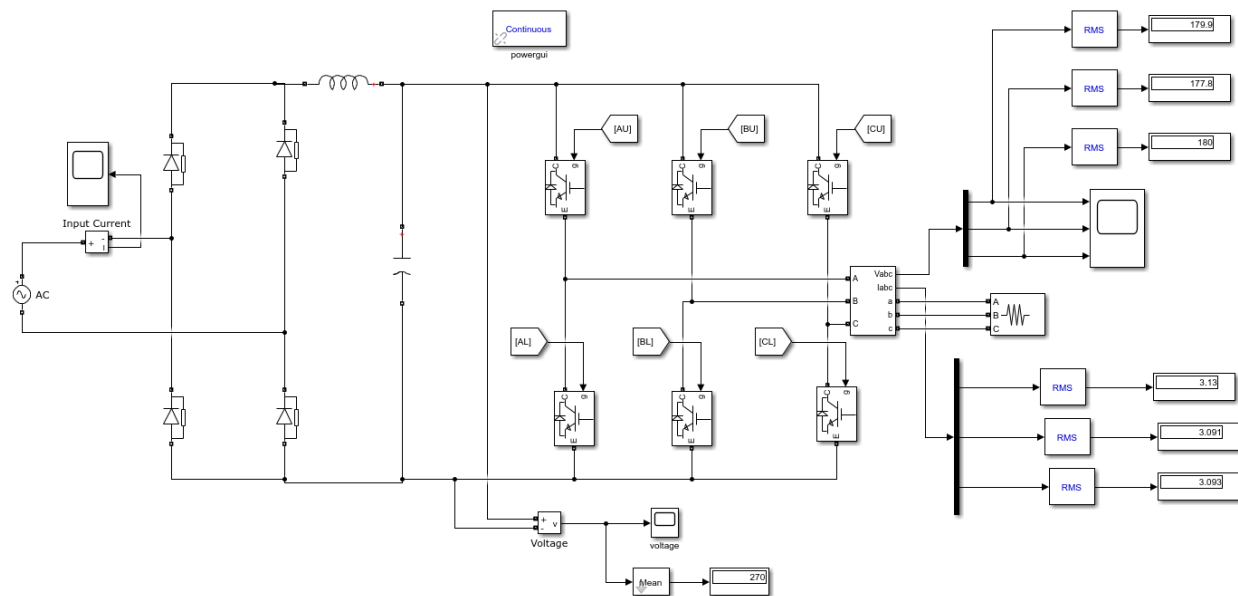 Continuous
powergui
RMS
179.9
RMS
177.8
RMS
180
[AU]
[BU]
[CU]
C
g
E
C
g
E
C
g
E
Input Current
+
-
i
AC
+
+
+
Vabc
Iabc
A
a
B
b
C
c
A
B
C
[AL]
[BL]
[CL]
C
g
E
C
g
E
C
g
E
RMS
3.13
RMS
3.091
RMS
3.093
+
-
v
Voltage
voltage
Mean
270